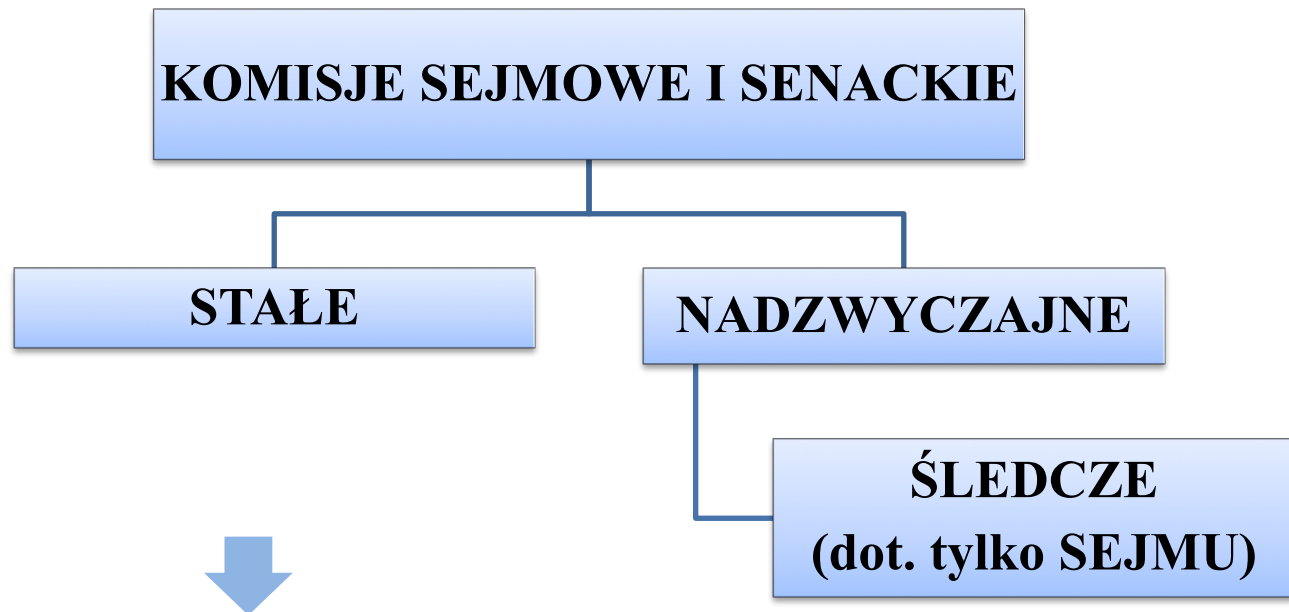 KOMISJE SEJMOWE I SENACKIE
STAŁE
NADZWYCZAJNE
ŚLEDCZE
(dot. tylko SEJMU)